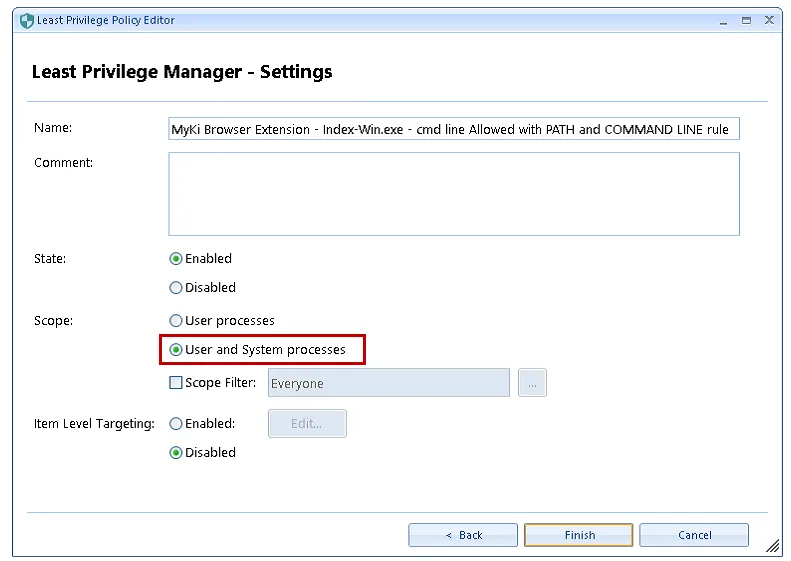 Least Privilege Policy Editor
Least Privilege Manager - Settings
Name: MyKi Browser Extension - Index-Win.exe - cmd line Allowed with PATH and COMMAND LINE rule
Comment:
State: Enabled
Disabled
Scope: User processes
User and System processes
Scope Filter: Everyone ...
Item Level Targeting: Enabled: Edit...
Disabled
< Back Finish Cancel